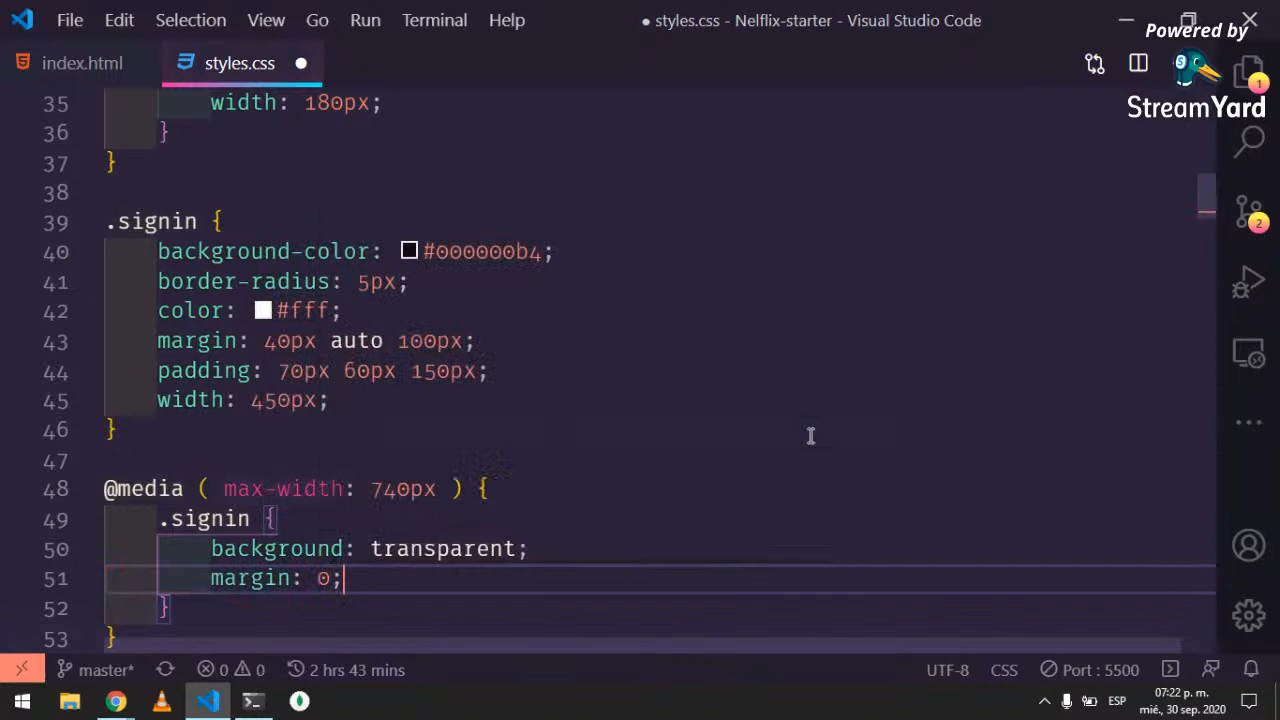 File Edit Selection View Go Run Terminal Help
● styles.css - Nelflix-starter - Visual Studio Code
Powered by
StreamYard
index.html styles.css
35 width: 180px;
36 }
37 }
38
39 .signin {
40 background-color: #000000b4;
41 border-radius: 5px;
42 color: #fff;
43 margin: 40px auto 100px;
44 padding: 70px 60px 150px;
45 width: 450px;
46 }
47
48 @media ( max-width: 740px ) {
49 .signin {
50 background: transparent;
51 margin: 0;
52 }
53 }
1
2
master* 0 0 2 hrs 43 mins UTF-8 CSS Port : 5500
ESP
07:22 p. m.
mié., 30 sep. 2020